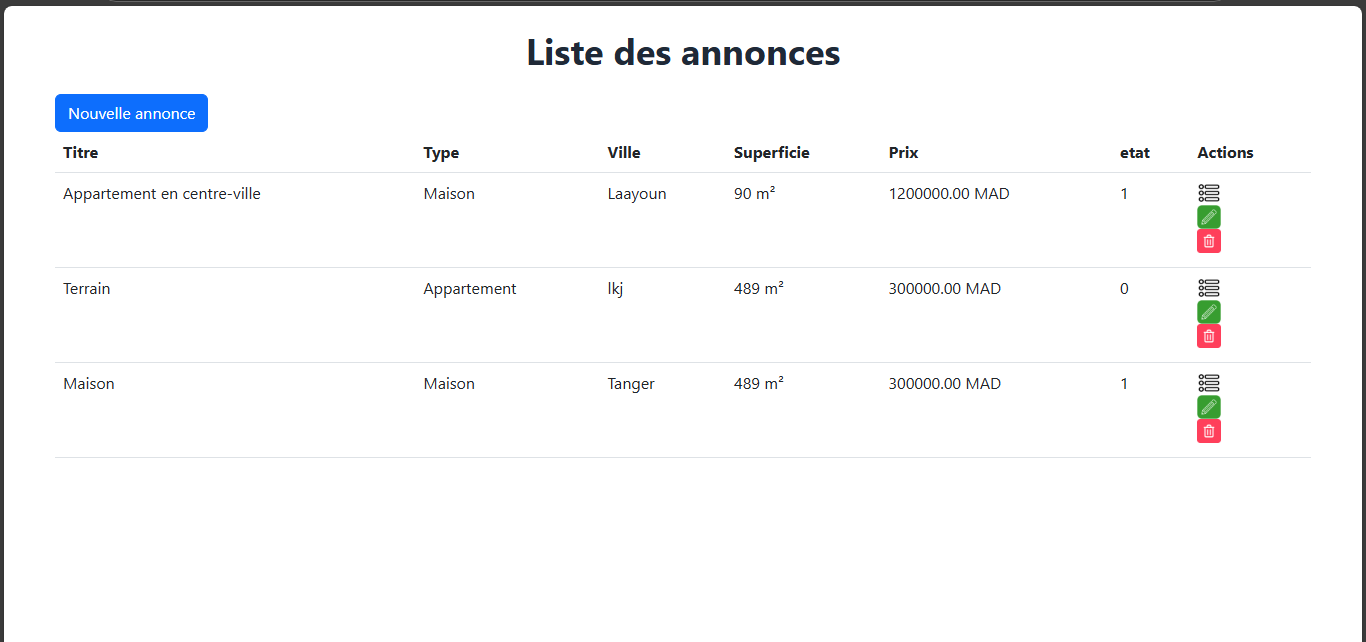 Liste des annonces
Nouvelle annonce
Titre Type Ville Superficie Prix etat Actions
Appartement en centre-ville Maison Laayoun 90 m² 1200000.00 MAD 1
Terrain Appartement lkj 489 m² 300000.00 MAD 0
Maison Maison Tanger 489 m² 300000.00 MAD 1